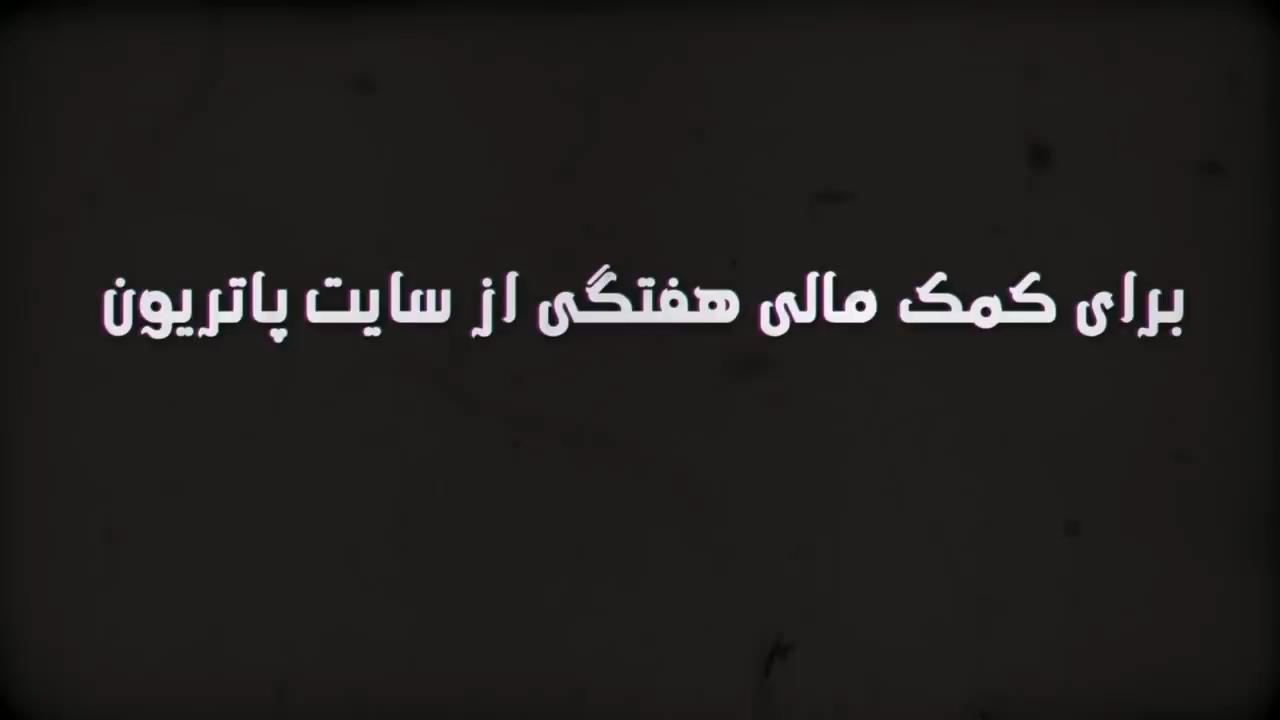 برای کمک مالی هفتگی از سایت پاتریون